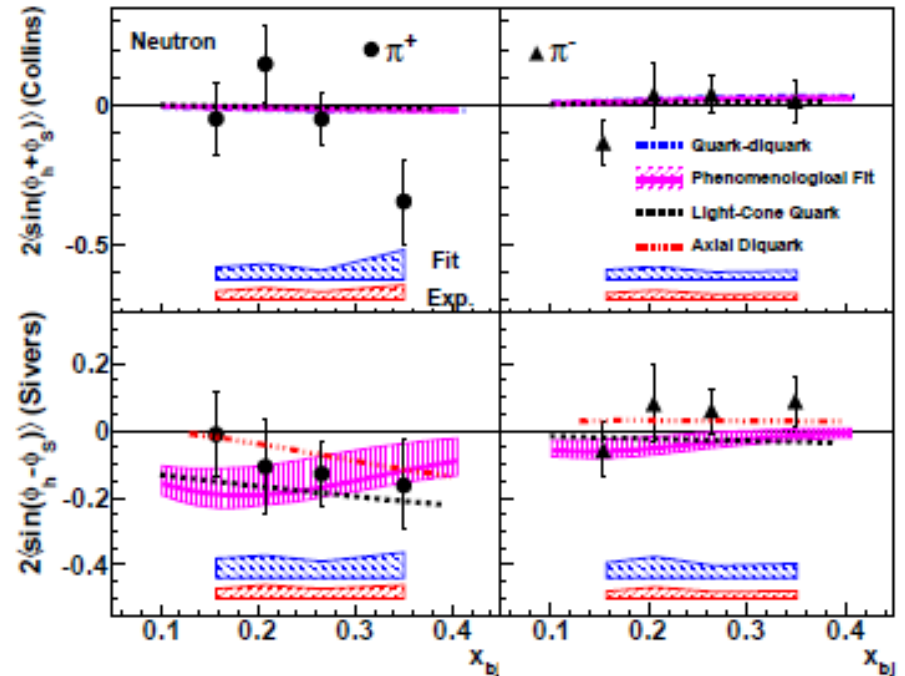 2⟨sin(ϕh+ϕS)⟩ (Collins)
0
-0.5
Neutron
π+
π-
Quark-diquark
Phenomenological Fit
Light-Cone Quark
Axial Diquark
Fit
Exp.
2⟨sin(ϕh-ϕS)⟩ (Sivers)
0.2
0
-0.2
-0.4
0.1 0.2 0.3 0.4 0.1 0.2 0.3 0.4
xbj xbj